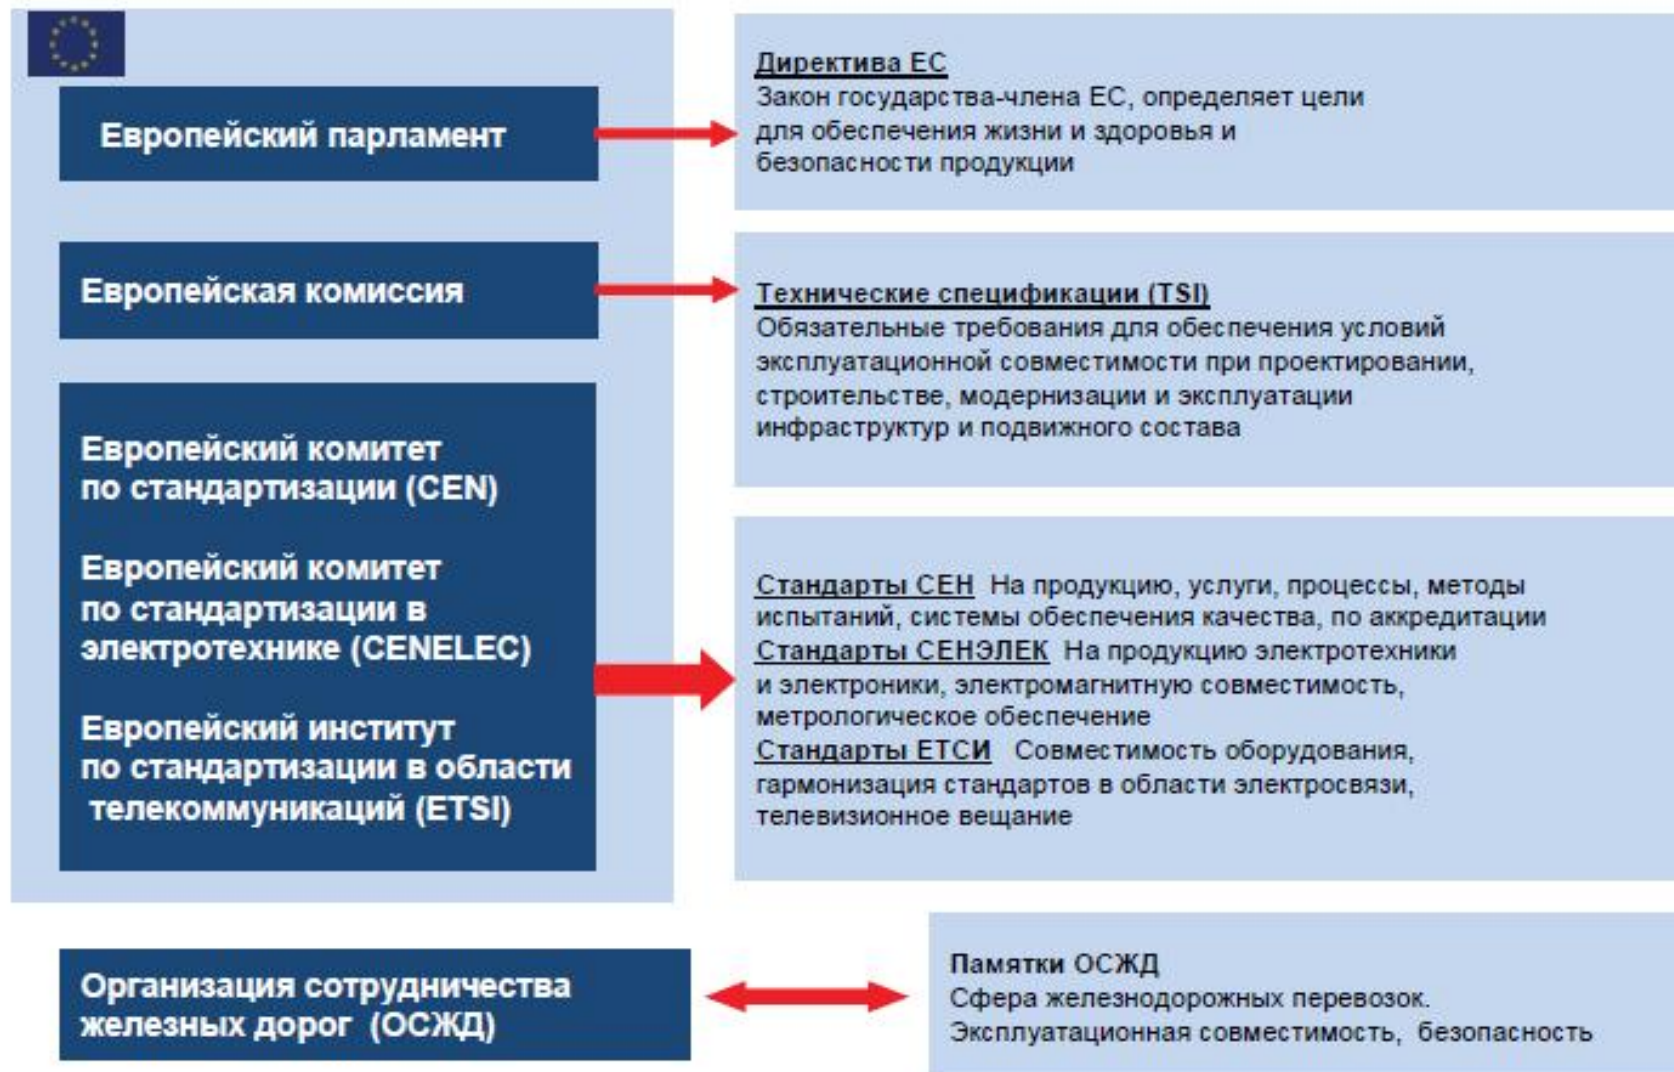 Европейский парламент
Директива ЕС
Закон государства-члена ЕС, определяет цели
для обеспечения жизни и здоровья и
безопасности продукции
Европейская комиссия
Технические спецификации (TSI)
Обязательные требования для обеспечения условий
эксплуатационной совместимости при проектировании,
строительстве, модернизации и эксплуатации
инфраструктур и подвижного состава
Европейский комитет
по стандартизации (CEN)
Европейский комитет
по стандартизации в
электротехнике (CENELEC)
Европейский институт
по стандартизации в области
телекоммуникаций (ETSI)
Стандарты СЕН На продукцию, услуги, процессы, методы
испытаний, системы обеспечения качества, по аккредитации
Стандарты СЕНЭЛЕК На продукцию электротехники
и электроники, электромагнитную совместимость,
метрологическое обеспечение
Стандарты ЕТСИ Совместимость оборудования,
гармонизация стандартов в области электросвязи,
телевизионное вещание
Организация сотрудничества
железных дорог (ОСЖД)
Памятки ОСЖД
Сфера железнодорожных перевозок.
Эксплуатационная совместимость, безопасность